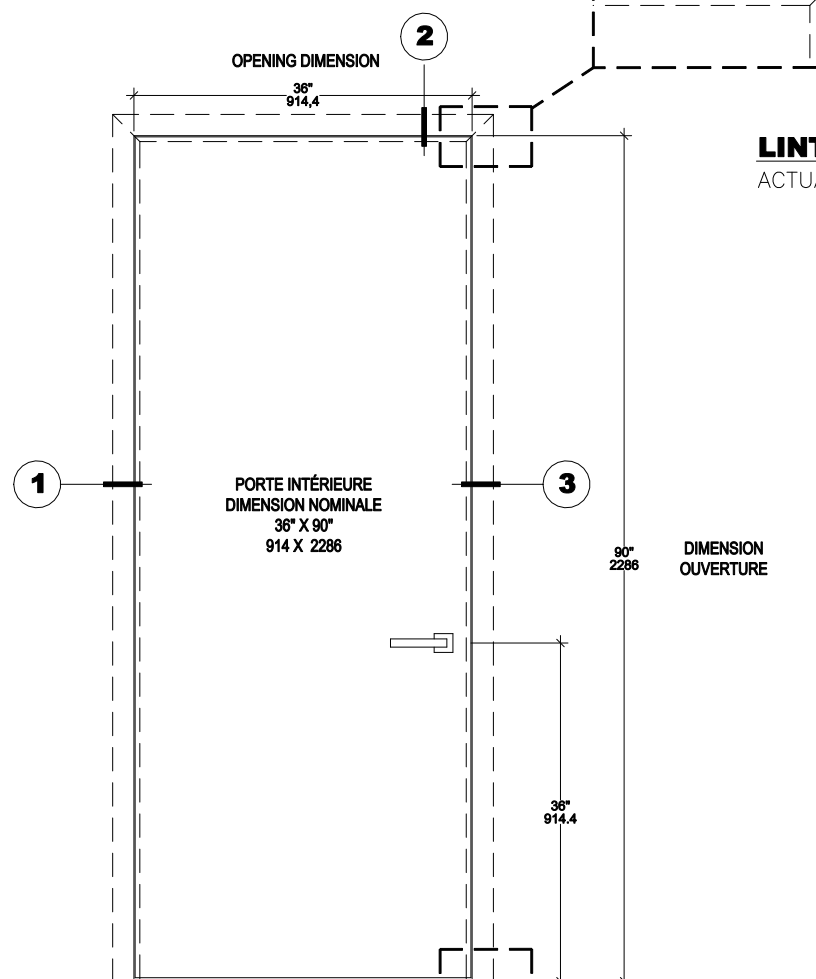 2
OPENING DIMENSION
36"
914,4
LINT
ACTUA
1
PORTE INTÉRIEURE
DIMENSION NOMINALE
36" X 90"
914 X 2286
3
90"
2286
DIMENSION
OUVERTURE
36"
914.4